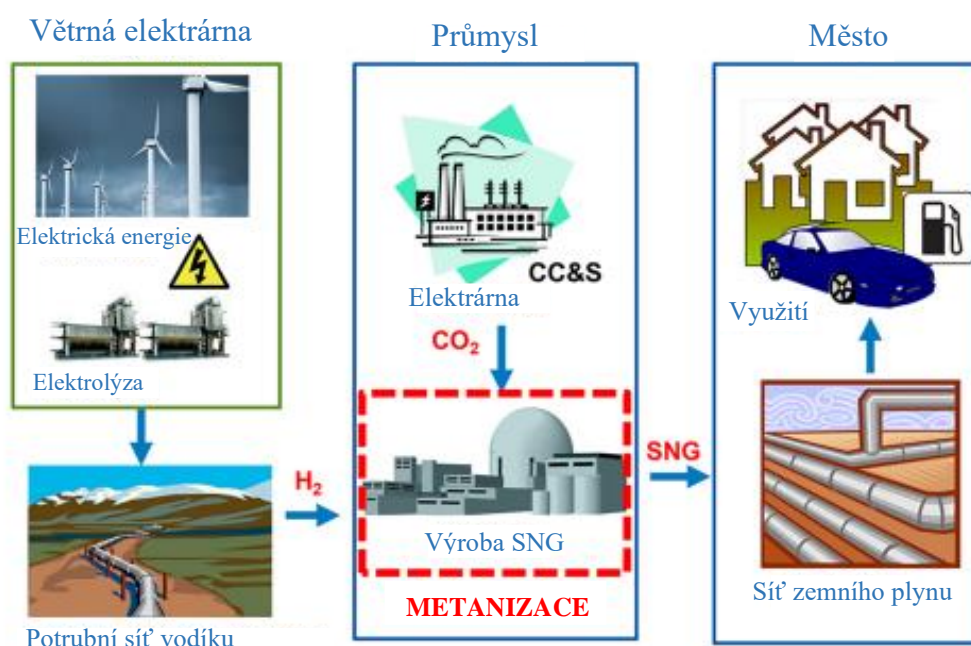 Větrná elektrárna
Elektrická energie
Elektrolýza
Potrubní síť vodíku
H₂
Průmysl
CC&S
Elektrárna
CO₂
Výroba SNG
METANIZACE
SNG
Město
Využití
Síť zemního plynu